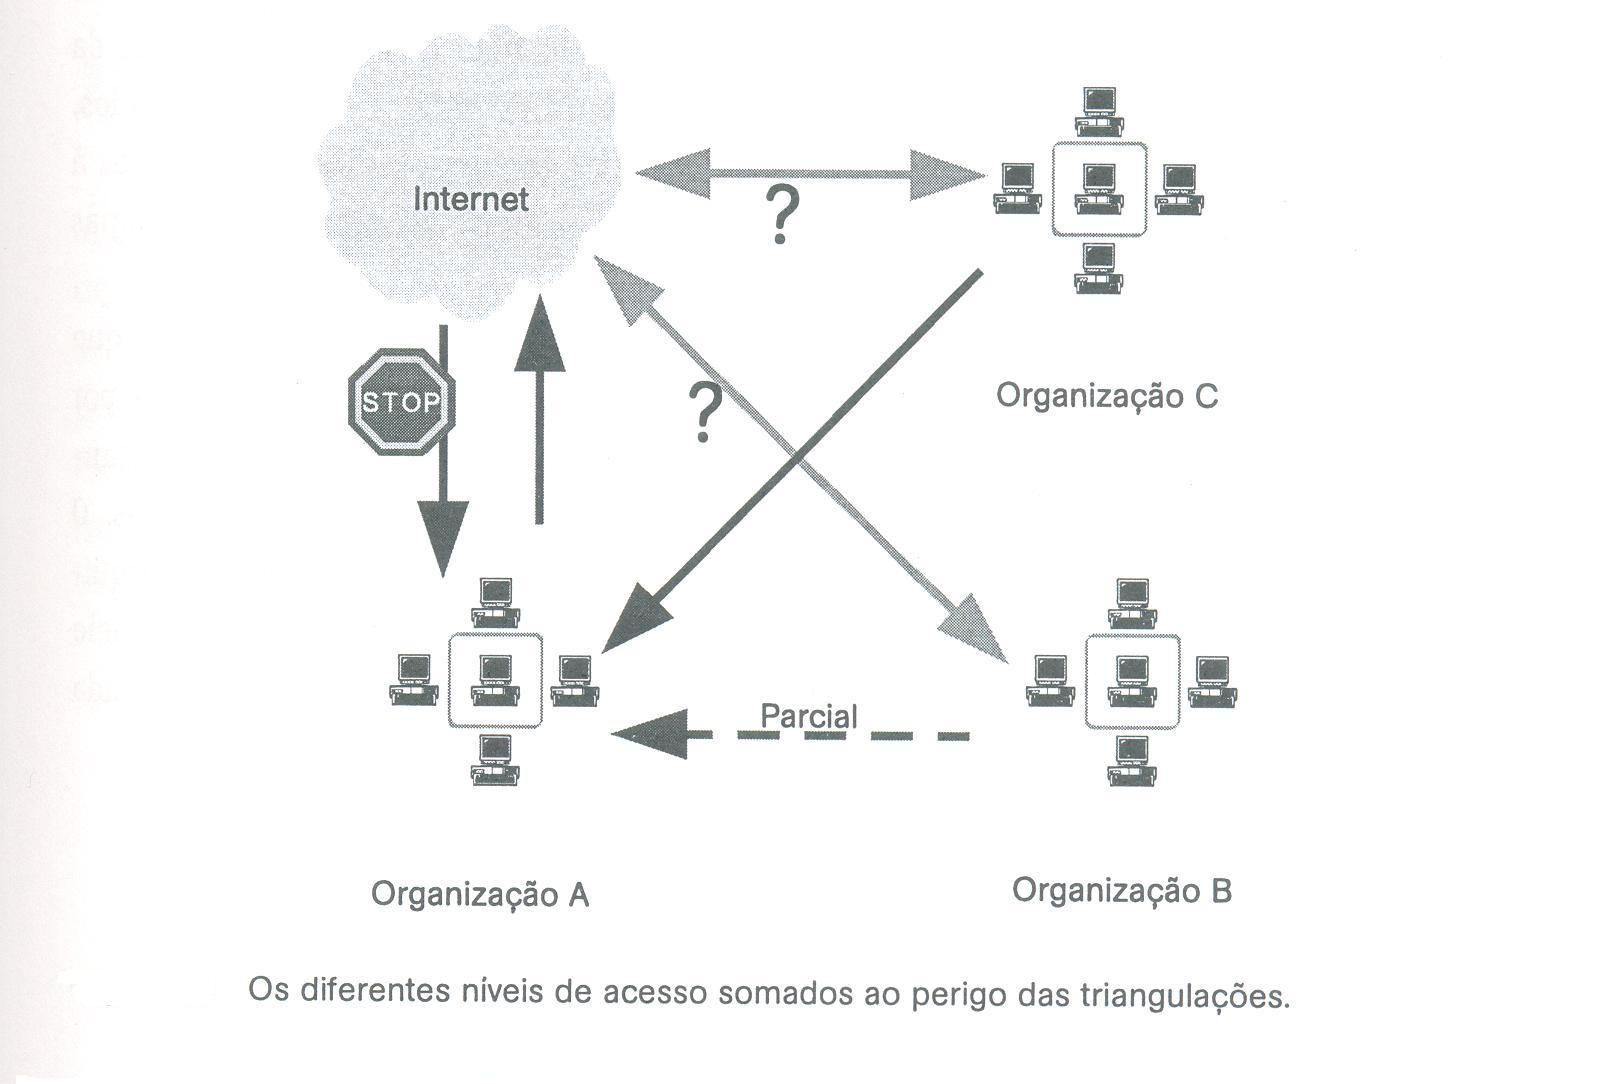 Internet
?
Organização C
?
STOP
Parcial
Organização A
Organização B
Os diferentes níveis de acesso somados ao perigo das triangulações.